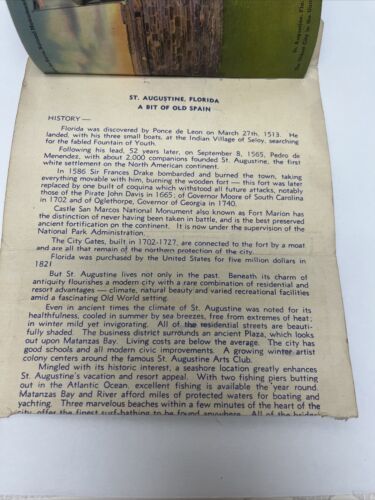 ST. AUGUSTINE, FLORIDA
A BIT OF OLD SPAIN
HISTORY —
Florida was discovered by Ponce de Leon on March 27th, 1513. He
landed, with his three small boats, at the Indian Village of Seloy, searching
for the fabled Fountain of Youth.
Following his lead, 52 years later, on September 8, 1565, Pedro de
Menendez, with about 2,000 companions founded St. Augustine, the first
white settlement on the North American Continent.
In 1586 Sir Frances Drake bombarded and burned the town, taking
everything movable with him, burning the wooden fort — this fort was later
replaced by one built of coquina which withstood all future attacks, notably
those of the Pirate John Davis in 1665; of Governor Moore of South Carolina
in 1702 and of Oglethorpe, Governor of Georgia in 1740.
Castle San Marcos National Monument also known as Fort Marion has
the distinction of never having been taken in battle, and is the best preserved
ancient fortification on the continent. It is now under the supervision of the
National Park Administration.
The City Gates, built in 1702-1727, are connected to the fort by a moat
and are all that remain of the northern protection of the city.
Florida was purchased by the United States for five million dollars in
1821
But St. Augustine lives not only in the past. Beneath its charm of
antiquity flourishes a modern city with a rare combination of residential and
resort advantages — climate, natural beauty and varied recreational facilities
amid a fascinating Old World setting.
Even in ancient times the climate of St. Augustine was noted for its
healthfulness, cooled in summer by sea breezes, free from extremes of heat;
in winter mild yet invigorating. All of the residential streets are beauti-
fully shaded. The business district surrounds an ancient Plaza, which looks
out upon Matanzas Bay. Living costs are below the average. The city has
good schools and all modern civic improvements. A growing winter artist
colony centers around the famous St. Augustine Arts Club.
Mingled with its historic interest, a seashore location greatly enhances
St. Augustine's vacation and resort appeal. With two fishing piers butting
out in the Atlantic Ocean, excellent fishing is available the year round.
Matanzas Bay and River afford miles of protected waters for boating and
yachting. Three marvelous beaches within a few minutes of the heart of the
city offer the finest surf-bathing to be found anywhere. All of the